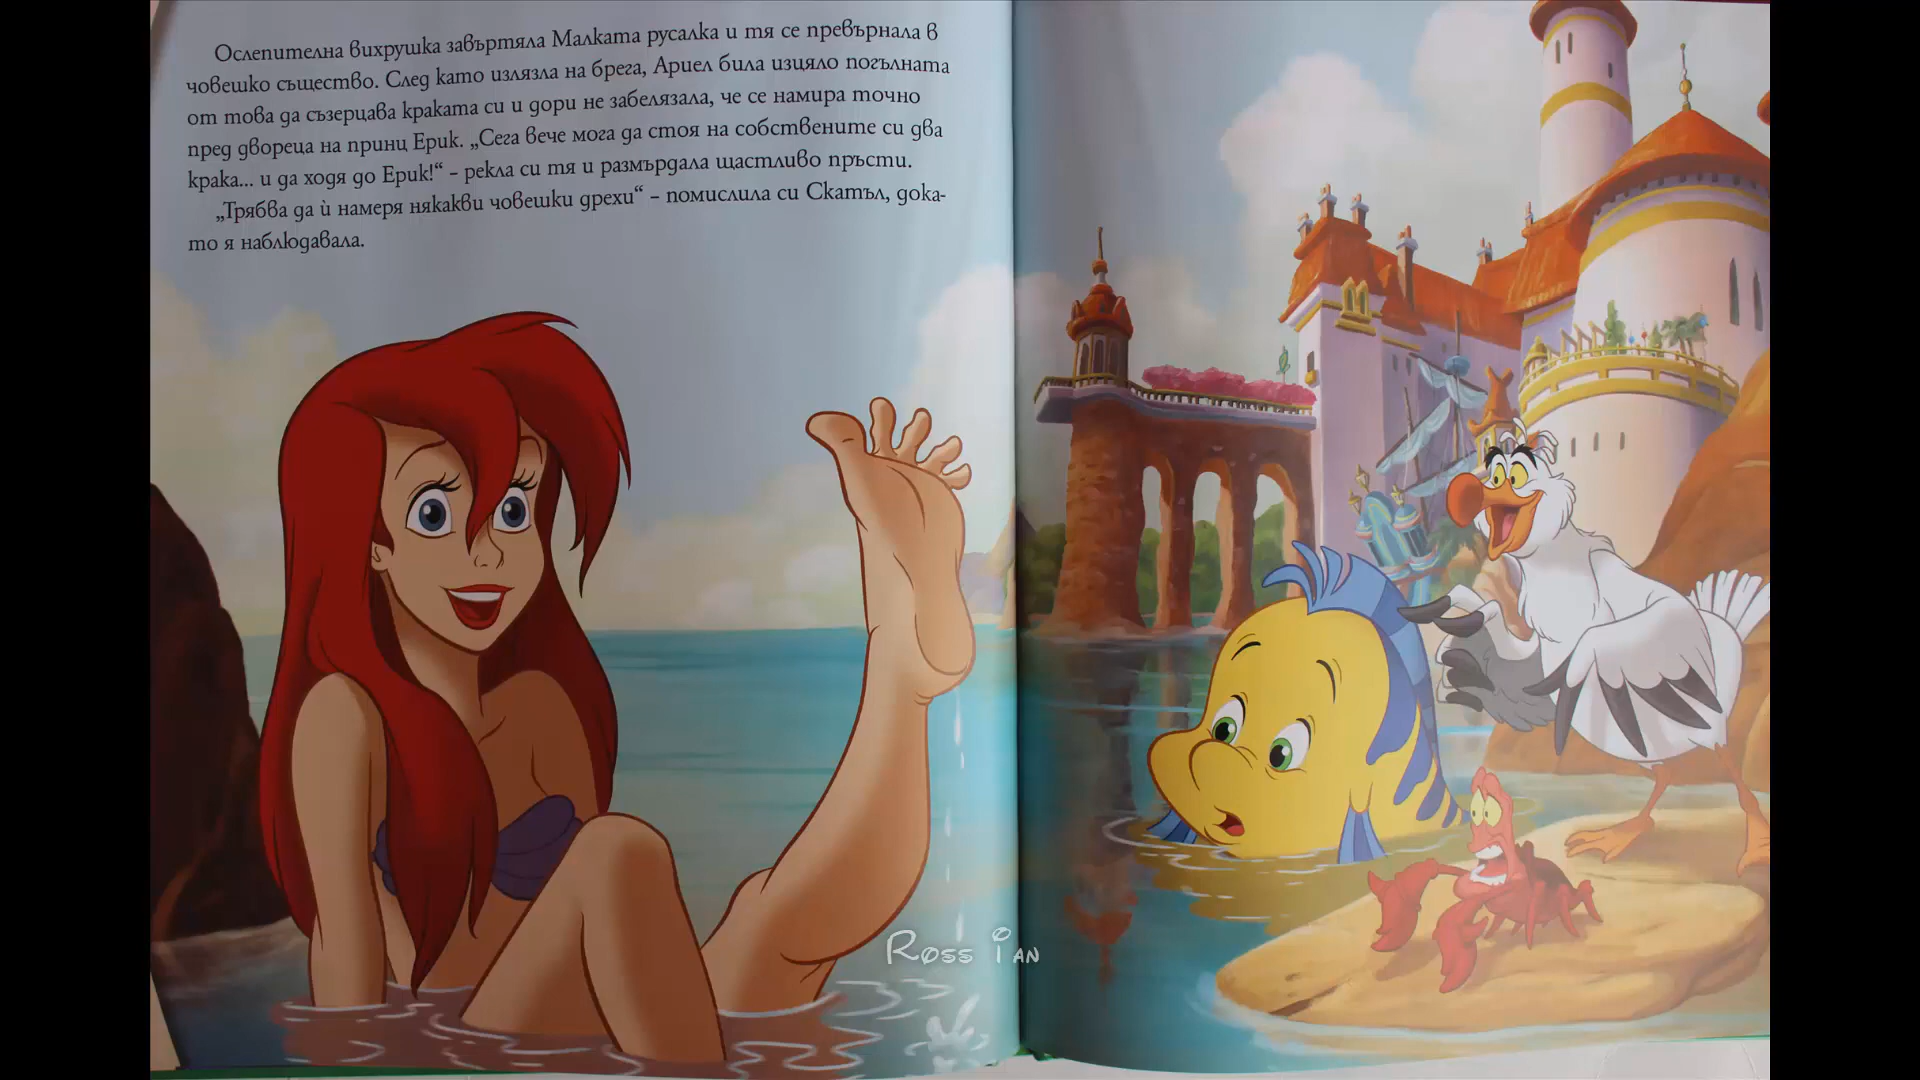 Ослепителна вихрушка завъртяла Малката русалка и тя се превърнала в
човешко същество. След като излязла на брега, Ариел била изцяло погълната
от това да съзерцава краката си и дори не забелязала, че се намира точно
пред двореца на принц Ерик. „Сега вече мога да стоя на собствените си два
крака... и да ходя до Ерик!“ – рекла си тя и размърдала щастливо пръсти.
„Трябва да ѝ намеря някакви човешки дрехи“ – помислила си Скатъл, дока-
то я наблюдавала.
Ross Ian